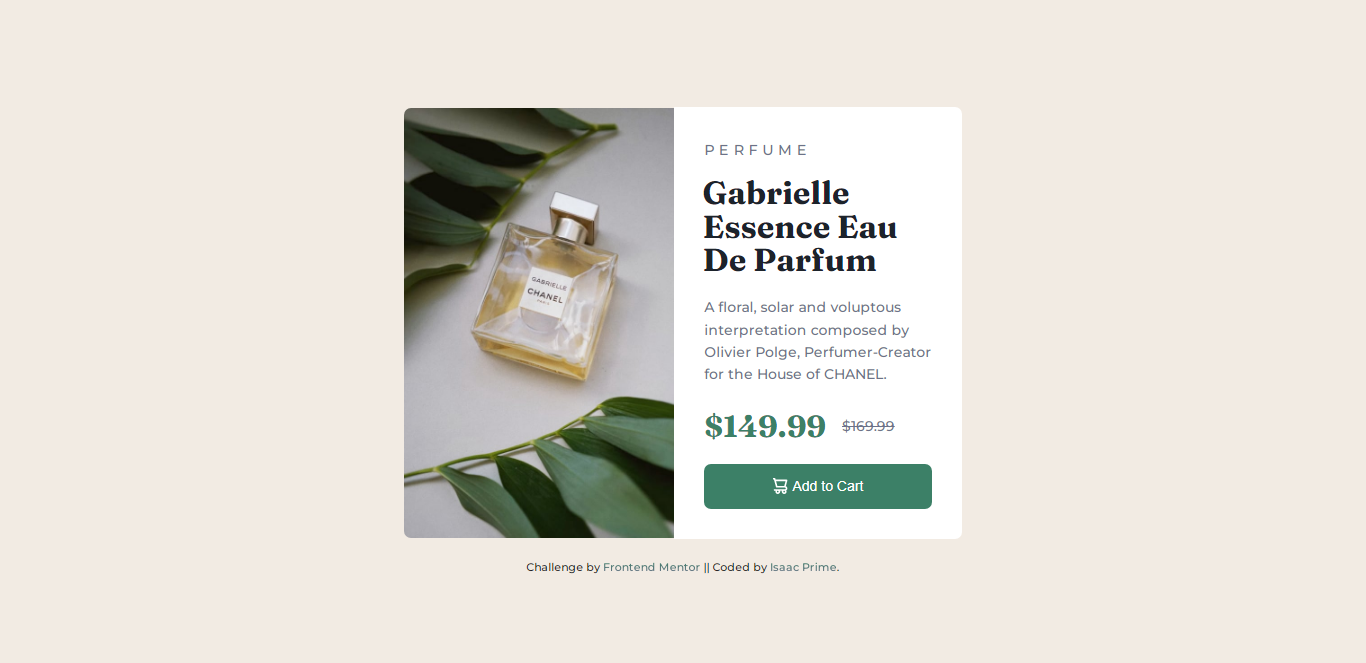 GABRIELLE
CHANEL
PARIS
PERFUME
Gabrielle
Essence Eau
De Parfum
A floral, solar and voluptous
interpretation composed by
Olivier Polge, Perfumer-Creator
for the House of CHANEL.
$149.99 $169.99
Add to Cart
Challenge by Frontend Mentor || Coded by Isaac Prime.